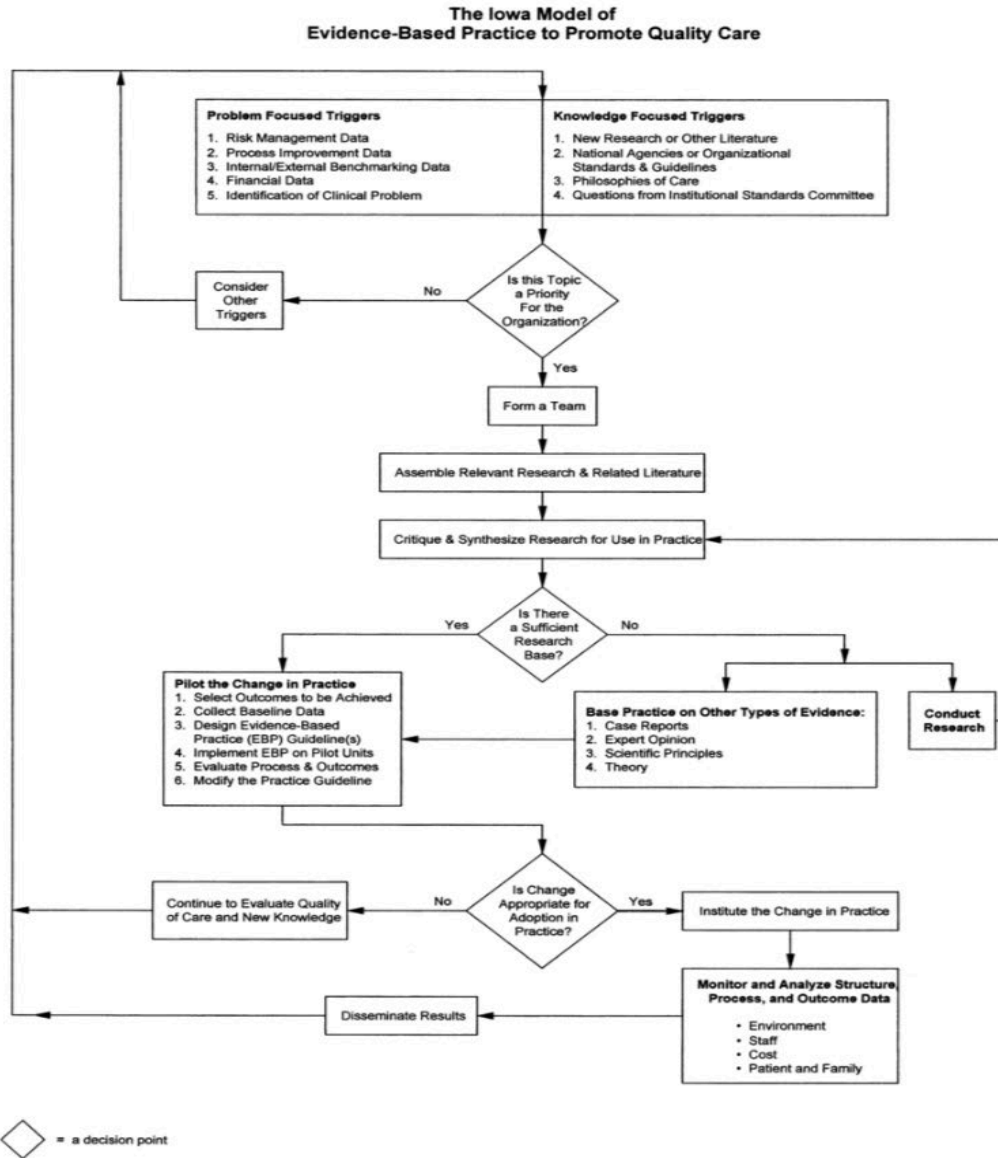 The Iowa Model of
Evidence-Based Practice to Promote Quality Care
Problem Focused Triggers
1. Risk Management Data
2. Process Improvement Data
3. Internal/External Benchmarking Data
4. Financial Data
5. Identification of Clinical Problem
Knowledge Focused Triggers
1. New Research or Other Literature
2. National Agencies or Organizational
Standards & Guidelines
3. Philosophies of Care
4. Questions from Institutional Standards Committee
Consider
Other
Triggers
No
Is this Topic
a Priority
For the
Organization?
Yes
Form a Team
Assemble Relevant Research & Related Literature
Critique & Synthesize Research for Use in Practice
Yes
Is There
a Sufficient
Research
Base?
No
Pilot the Change in Practice
1. Select Outcomes to be Achieved
2. Collect Baseline Data
3. Design Evidence-Based
Practice (EBP) Guideline(s)
4. Implement EBP on Pilot Units
5. Evaluate Process & Outcomes
6. Modify the Practice Guideline
Base Practice on Other Types of Evidence:
1. Case Reports
2. Expert Opinion
3. Scientific Principles
4. Theory
Conduct
Research
Continue to Evaluate Quality
of Care and New Knowledge
No
Is Change
Appropriate for
Adoption in
Practice?
Yes
Institute the Change in Practice
Monitor and Analyze Structure,
Process, and Outcome Data
• Environment
• Staff
• Cost
• Patient and Family
Disseminate Results
= a decision point